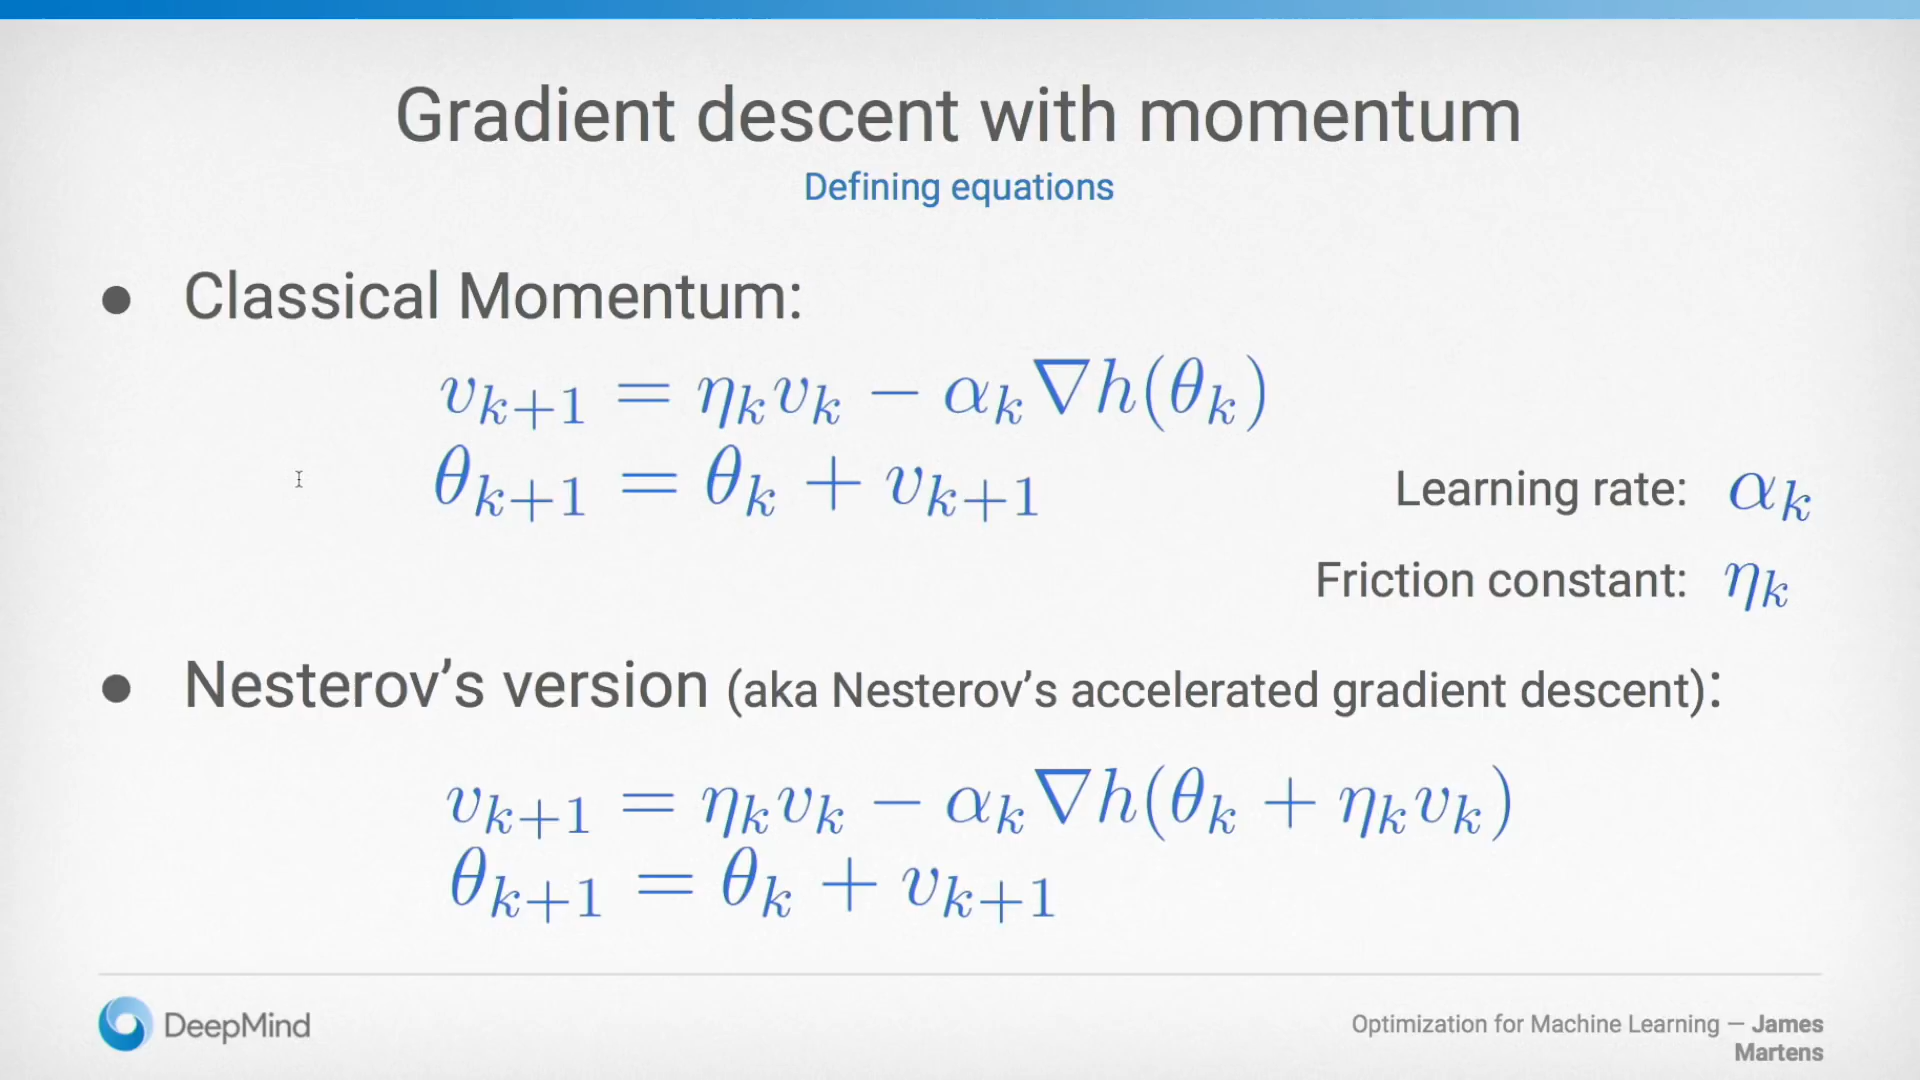 Gradient descent with momentum
Defining equations
● Classical Momentum:
v_{k+1} = η_k v_k − α_k ∇h(θ_k)
θ_{k+1} = θ_k + v_{k+1}
Learning rate: α_k
Friction constant: η_k
● Nesterov’s version (aka Nesterov’s accelerated gradient descent):
v_{k+1} = η_k v_k − α_k ∇h(θ_k + η_k v_k)
θ_{k+1} = θ_k + v_{k+1}
DeepMind
Optimization for Machine Learning — James
Martens